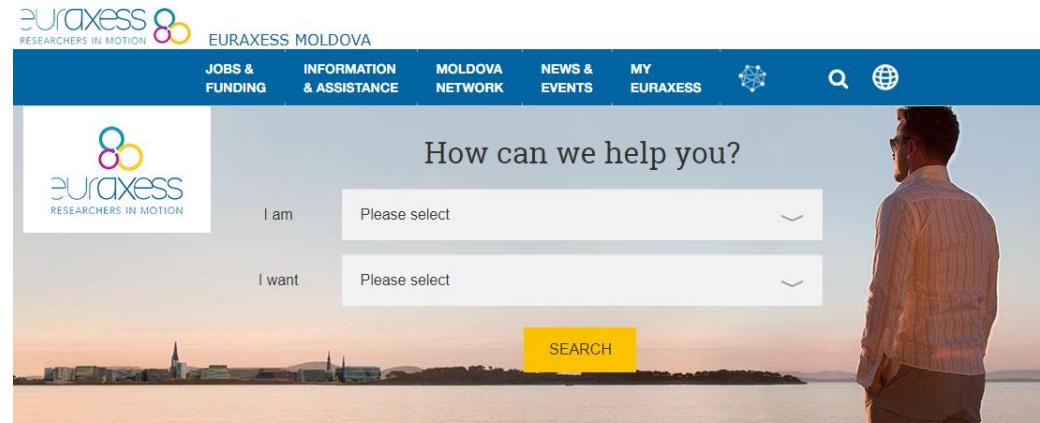 euraxess
RESEARCHERS IN MOTION
EURAXESS MOLDOVA
JOBS &
FUNDING
INFORMATION
& ASSISTANCE
MOLDOVA
NETWORK
NEWS &
EVENTS
MY
EURAXESS
euraxess
RESEARCHERS IN MOTION
How can we help you?
I am
Please select
I want
Please select
SEARCH